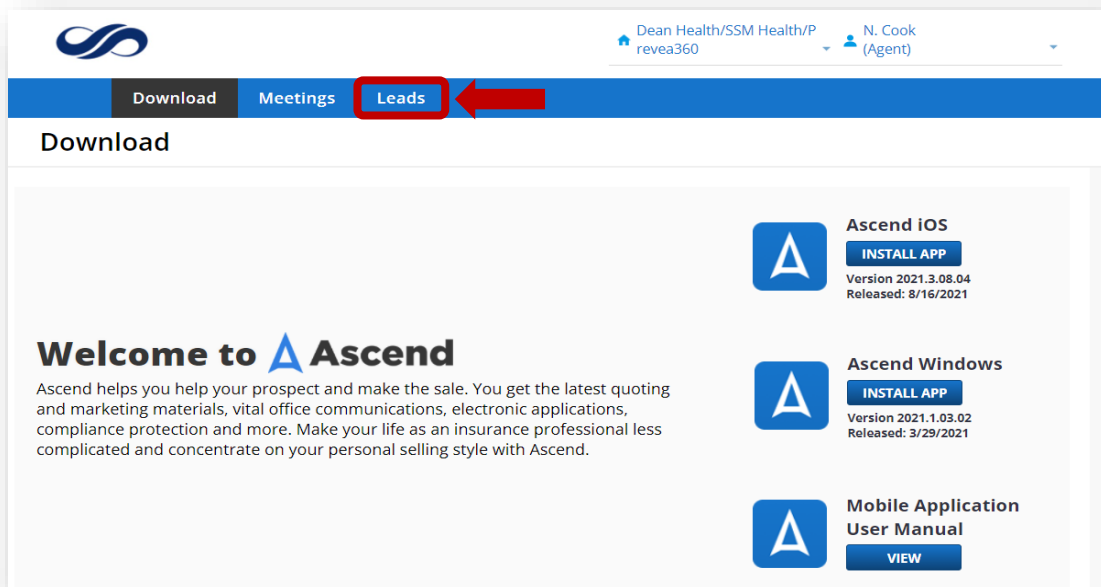 Dean Health/SSM Health/P
revea360
N. Cook
(Agent)
Download
Meetings
Leads
Download
Welcome to Ascend
Ascend helps you help your prospect and make the sale. You get the latest quoting
and marketing materials, vital office communications, electronic applications,
compliance protection and more. Make your life as an insurance professional less
complicated and concentrate on your personal selling style with Ascend.
Ascend iOS
INSTALL APP
Version 2021.3.08.04
Released: 8/16/2021
Ascend Windows
INSTALL APP
Version 2021.1.03.02
Released: 3/29/2021
Mobile Application
User Manual
VIEW